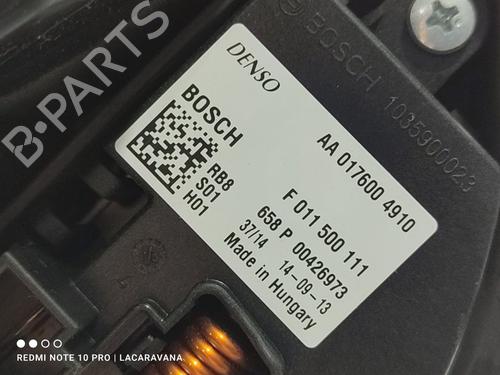 B-PARTS
DENSO
BOSCH
AA 017600 4910
RB8
S01
H01
F 011 500 111
658 P 00426973
37/14 14-09-13
Made in Hungary
BOSCH 1035900023
REDMI NOTE 10 PRO | LACARAVANA